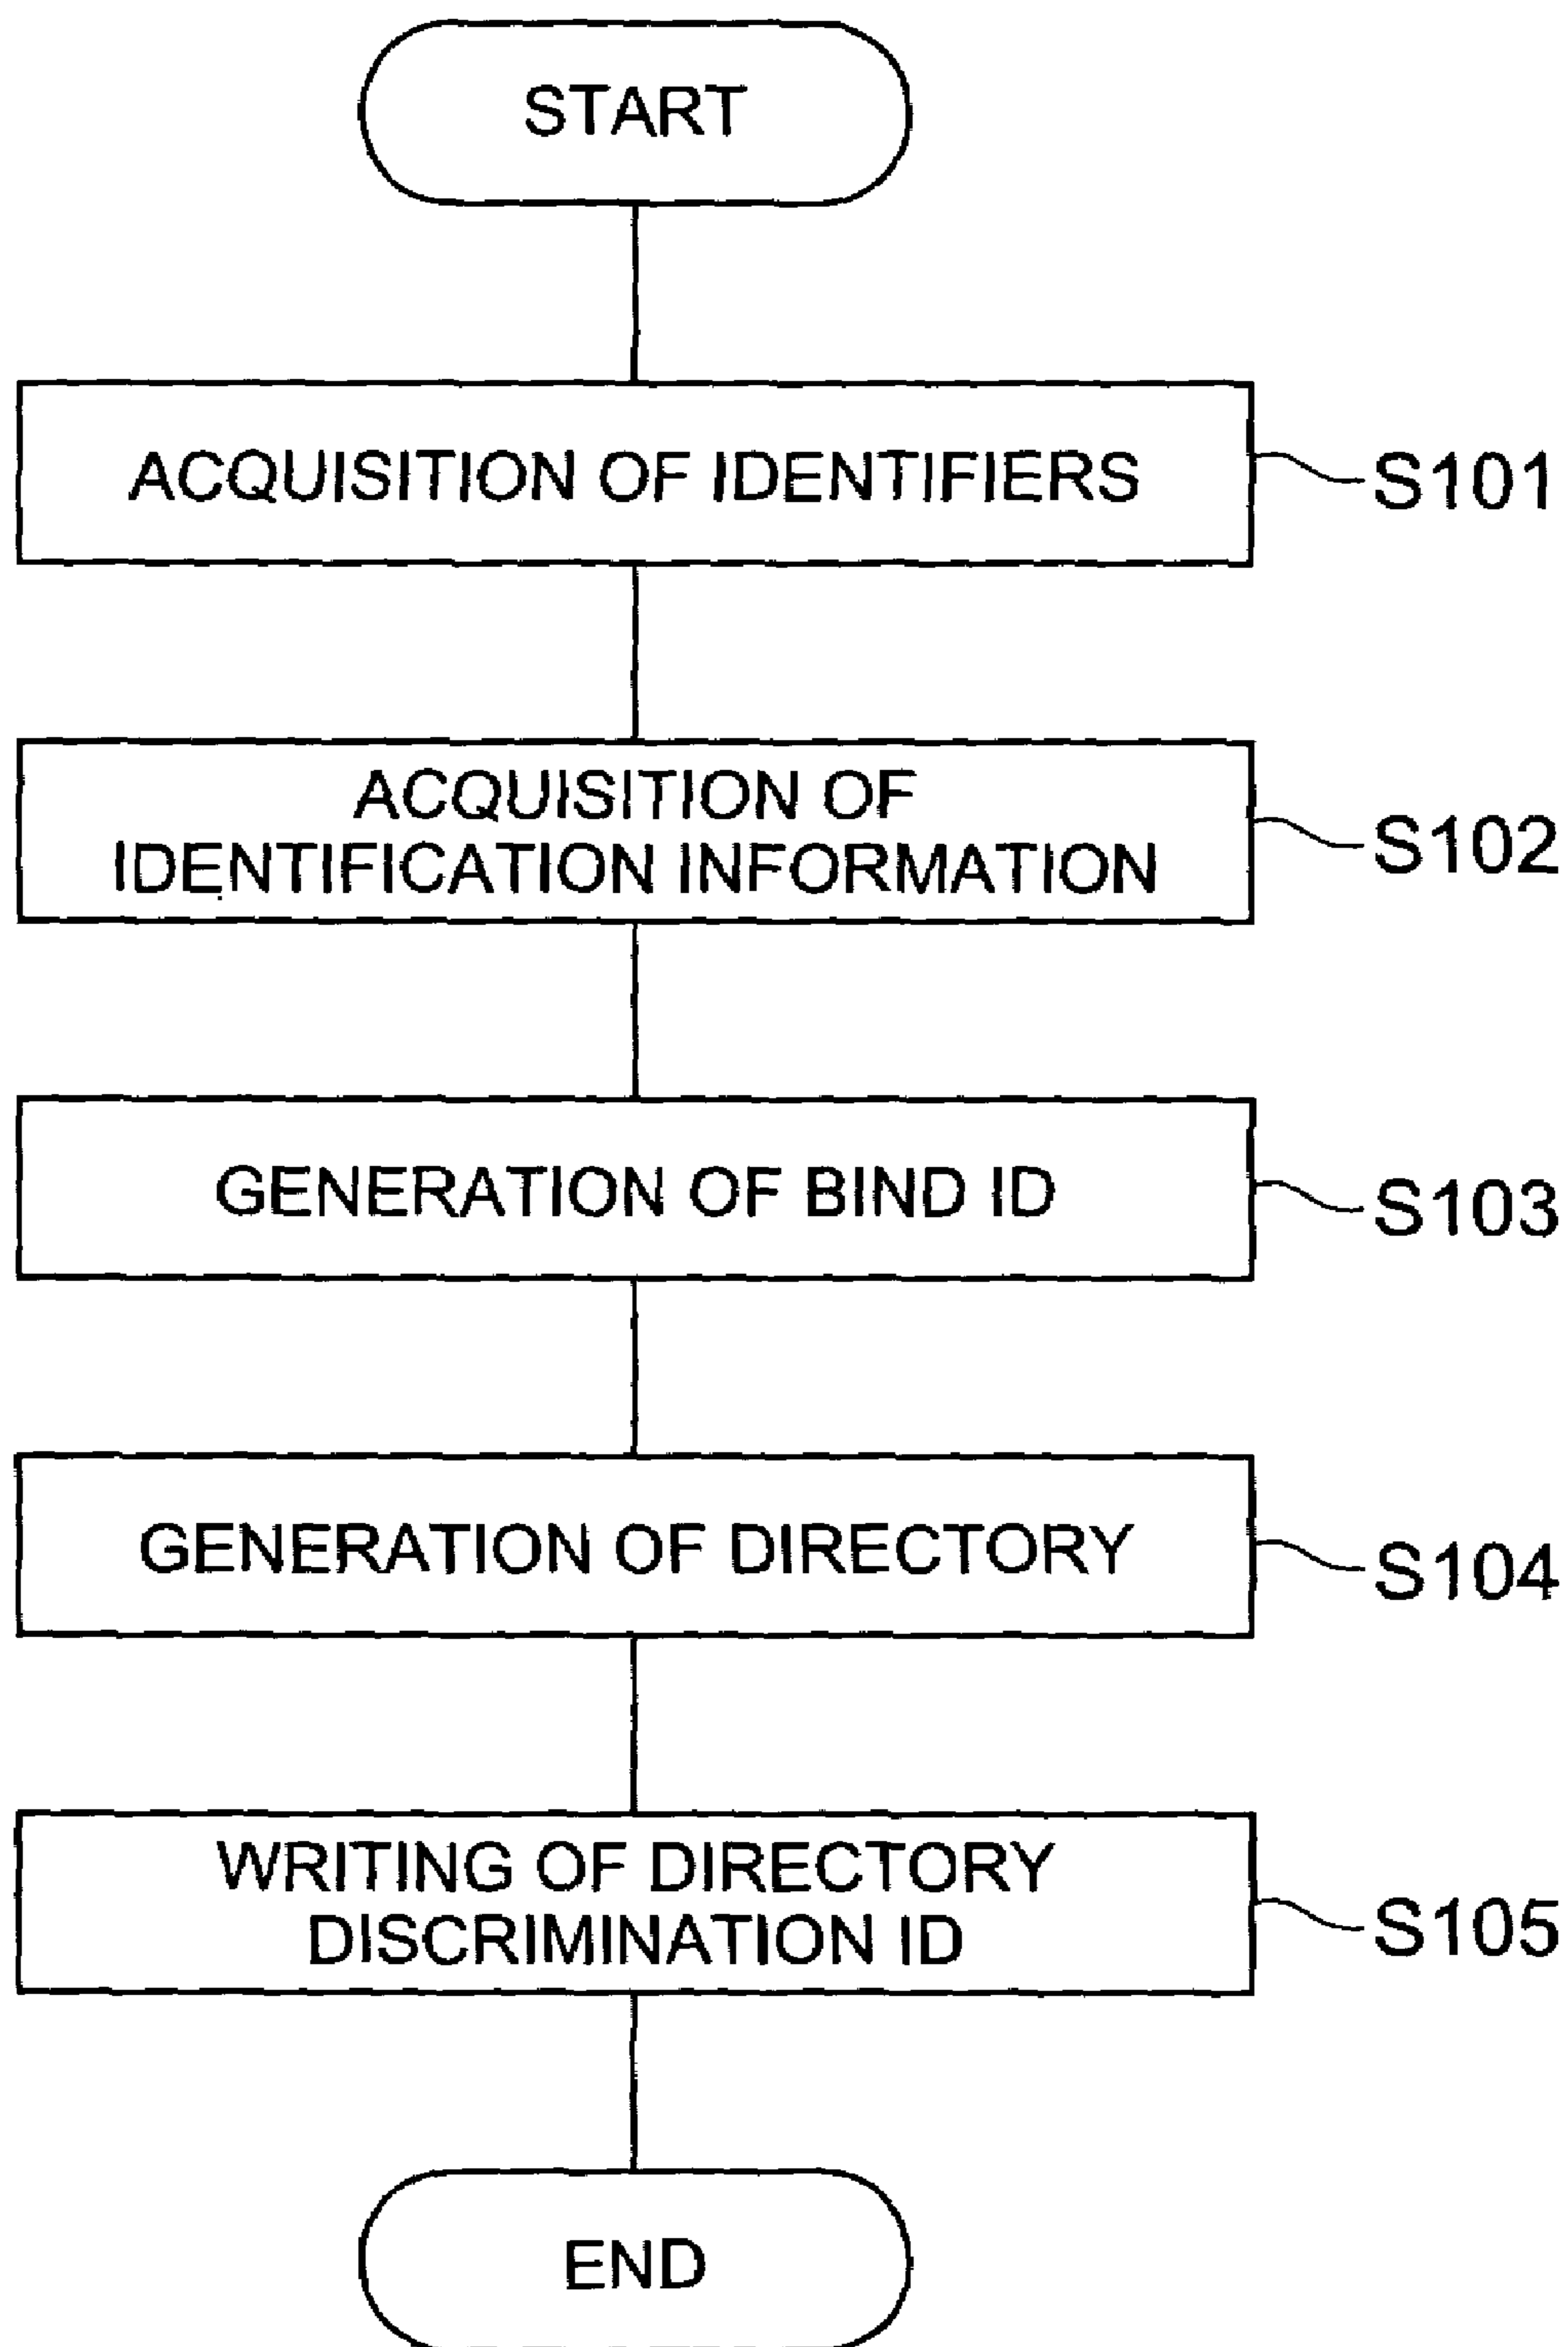 START
ACQUISITION OF IDENTIFIERS
S101
ACQUISITION OF
IDENTIFICATION INFORMATION
S102
GENERATION OF BIND ID
S103
GENERATION OF DIRECTORY
S104
WRITING OF DIRECTORY
DISCRIMINATION ID
S105
END